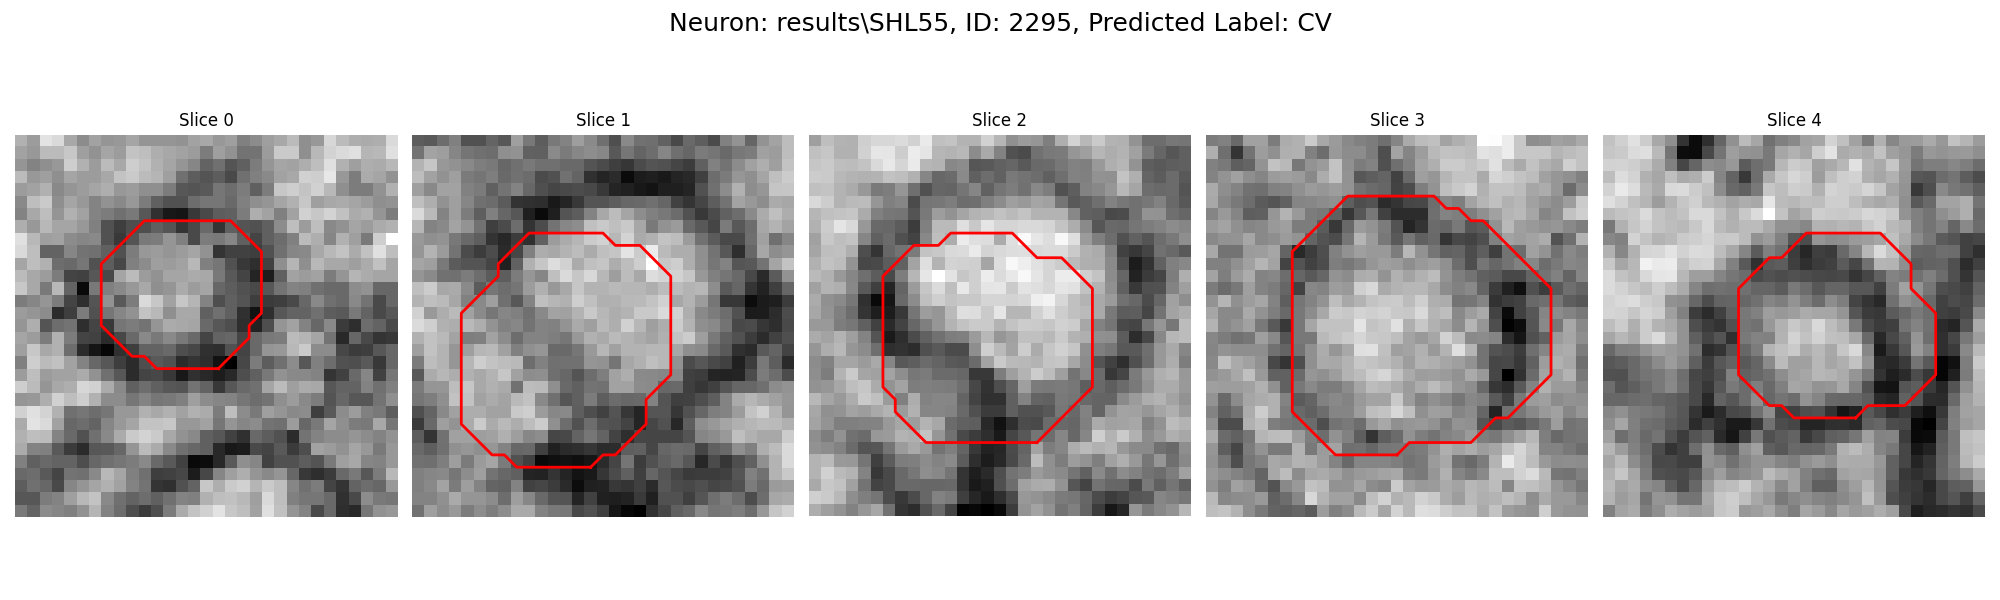 Neuron: results\SHL55, ID: 2295, Predicted Label: CV
Slice 0
Slice 1
Slice 2
Slice 3
Slice 4